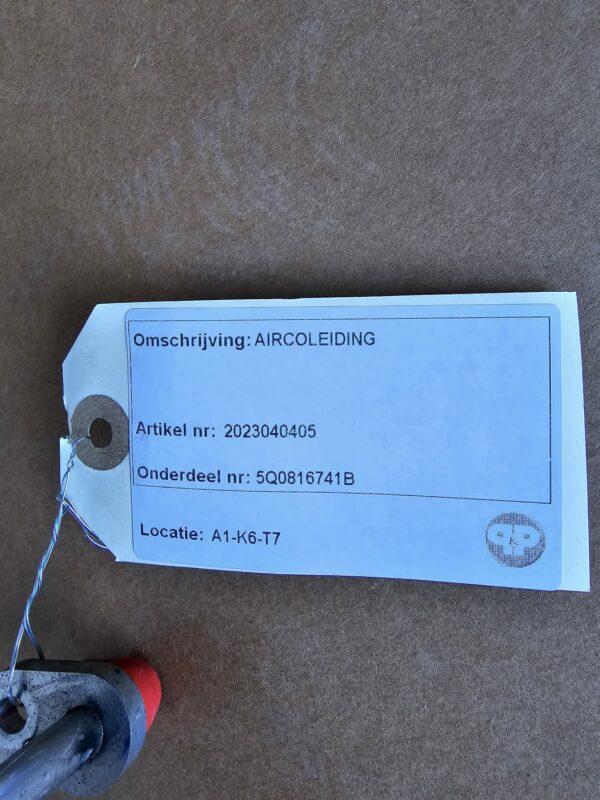 Omschrijving: AIRCOLEIDING
Artikel nr: 2023040405
Onderdeel nr: 5Q0816741B
Locatie: A1-K6-T7